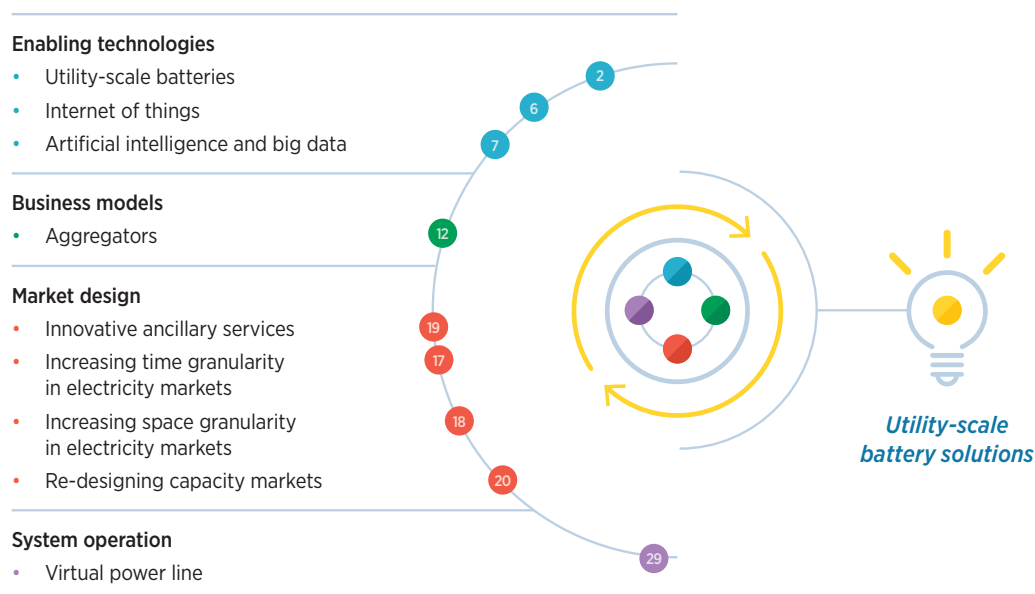 Enabling technologies
• Utility-scale batteries
• Internet of things
• Artificial intelligence and big data
Business models
• Aggregators
Market design
• Innovative ancillary services
• Increasing time granularity
in electricity markets
• Increasing space granularity
in electricity markets
• Re-designing capacity markets
System operation
• Virtual power line
2
6
7
12
19
17
18
20
29
Utility-scale
battery solutions